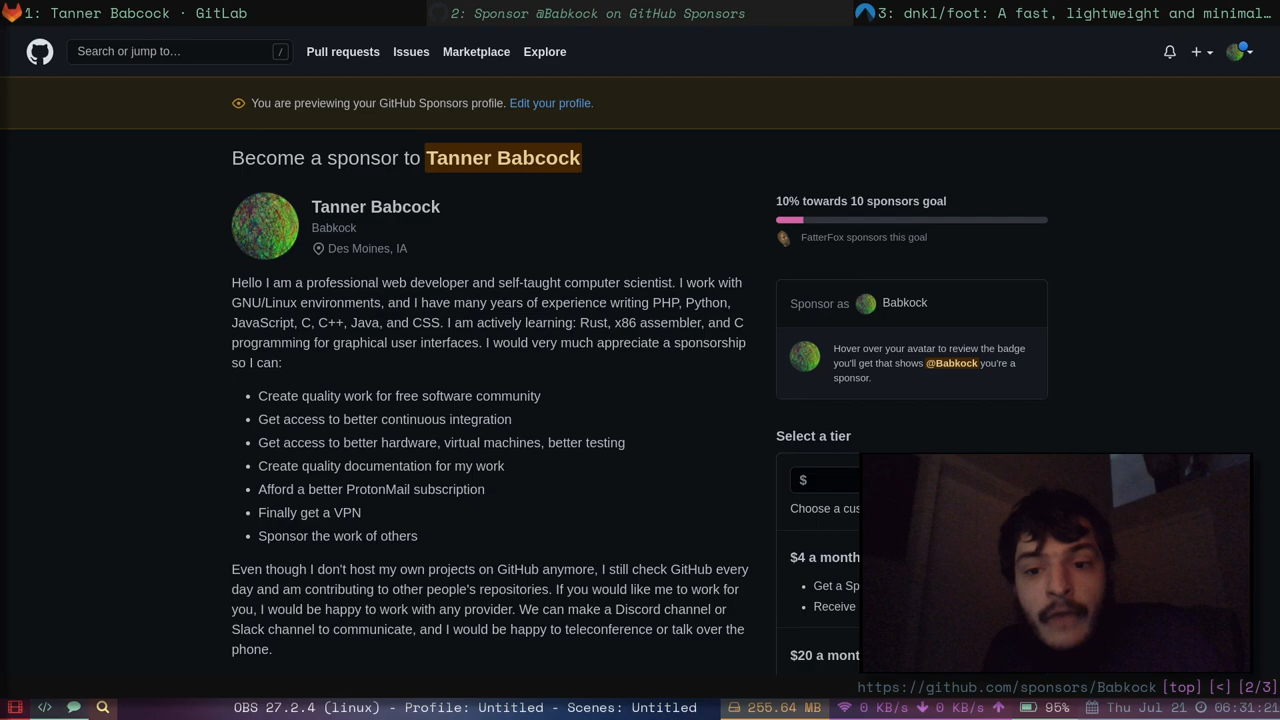 1: Tanner Babcock · GitLab
2: Sponsor @Babkock on GitHub Sponsors
3: dnkl/foot: A fast, lightweight and minimal…
Search or jump to… /
Pull requests Issues Marketplace Explore
You are previewing your GitHub Sponsors profile. Edit your profile.
Become a sponsor to Tanner Babcock
Tanner Babcock
Babkock
Des Moines, IA
Hello I am a professional web developer and self-taught computer scientist. I work with
GNU/Linux environments, and I have many years of experience writing PHP, Python,
JavaScript, C, C++, Java, and CSS. I am actively learning: Rust, x86 assembler, and C
programming for graphical user interfaces. I would very much appreciate a sponsorship
so I can:
• Create quality work for free software community
• Get access to better continuous integration
• Get access to better hardware, virtual machines, better testing
• Create quality documentation for my work
• Afford a better ProtonMail subscription
• Finally get a VPN
• Sponsor the work of others
Even though I don't host my own projects on GitHub anymore, I still check GitHub every
day and am contributing to other people's repositories. If you would like me to work for
you, I would be happy to work with any provider. We can make a Discord channel or
Slack channel to communicate, and I would be happy to teleconference or talk over the
phone.
10% towards 10 sponsors goal
FatterFox sponsors this goal
Sponsor as Babkock
Hover over your avatar to review the badge
you'll get that shows @Babkock you're a
sponsor.
Select a tier
$
Choose a cus
$4 a month
• Get a Sp
• Receive
$20 a mont
https://github.com/sponsors/Babkock [top] [<] [2/3]
OBS 27.2.4 (linux) - Profile: Untitled - Scenes: Untitled
255.64 MB 0 KB/s 0 KB/s 95% Thu Jul 21 06:31:21